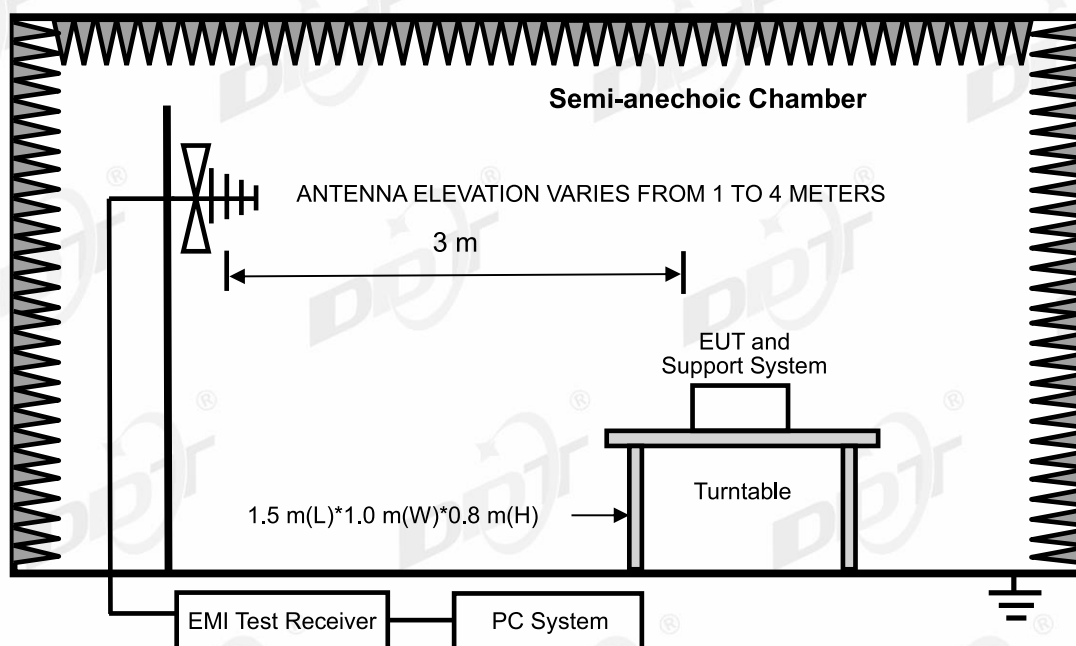 Semi-anechoic Chamber
ANTENNA ELEVATION VARIES FROM 1 TO 4 METERS
3 m
EUT and
Support System
Turntable
1.5 m(L)*1.0 m(W)*0.8 m(H)
EMI Test Receiver
PC System